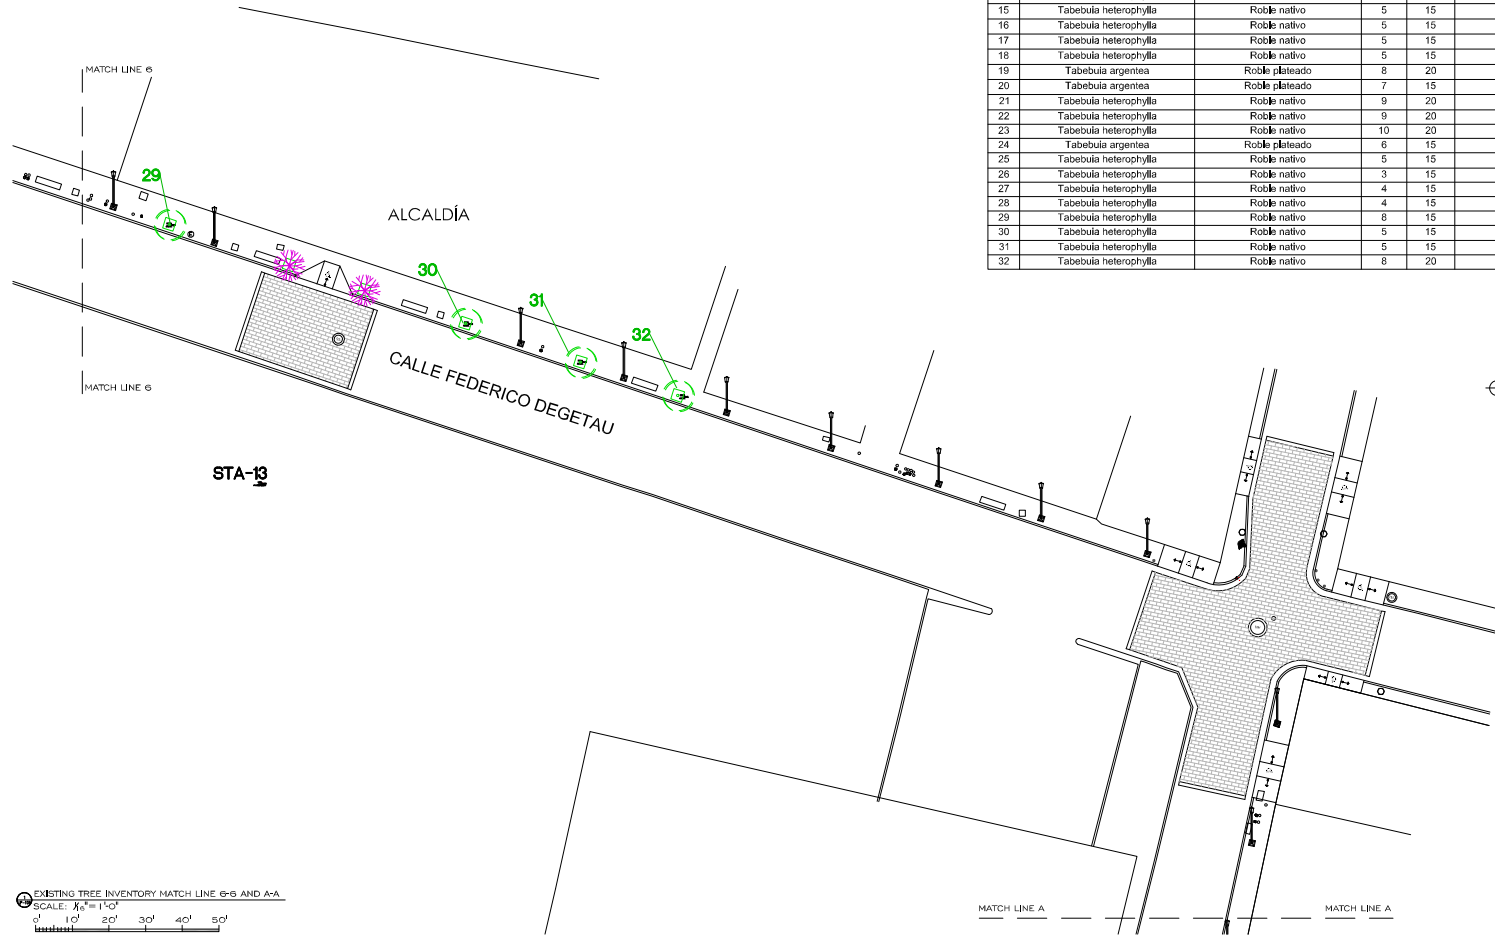 15 Tabebuia heterophylla Roble nativo 5 15
16 Tabebuia heterophylla Roble nativo 5 15
17 Tabebuia heterophylla Roble nativo 5 15
18 Tabebuia heterophylla Roble nativo 5 15
19 Tabebuia argentea Roble plateado 8 20
20 Tabebuia argentea Roble plateado 7 15
21 Tabebuia heterophylla Roble nativo 9 20
22 Tabebuia heterophylla Roble nativo 9 20
23 Tabebuia heterophylla Roble nativo 10 20
24 Tabebuia argentea Roble plateado 6 15
25 Tabebuia heterophylla Roble nativo 5 15
26 Tabebuia heterophylla Roble nativo 3 15
27 Tabebuia heterophylla Roble nativo 4 15
28 Tabebuia heterophylla Roble nativo 4 15
29 Tabebuia heterophylla Roble nativo 8 15
30 Tabebuia heterophylla Roble nativo 5 15
31 Tabebuia heterophylla Roble nativo 5 15
32 Tabebuia heterophylla Roble nativo 8 20
MATCH LINE 6
29
ALCALDÍA
30
31
32
CALLE FEDERICO DEGETAU
MATCH LINE 6
STA-13
EXISTING TREE INVENTORY MATCH LINE 6-6 AND A-A
SCALE: 1/16"=1'-0"
0' 10' 20' 30' 40' 50'
MATCH LINE A
MATCH LINE A